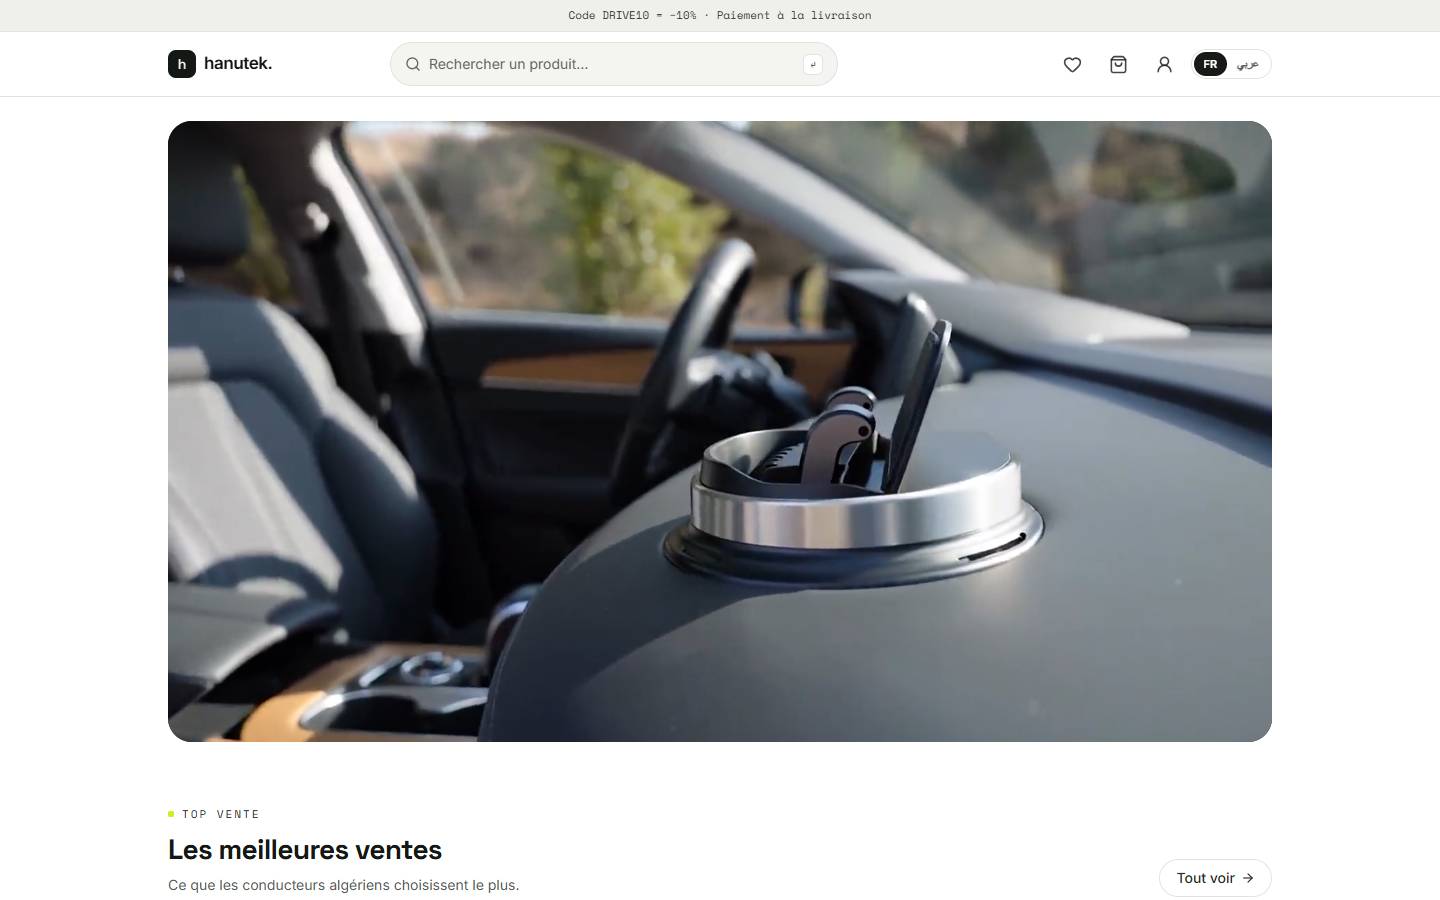 Code DRIVE10 = −10% · Paiement à la livraison
h hanutek.
Rechercher un produit...
FR عربي
TOP VENTE
Les meilleures ventes
Ce que les conducteurs algériens choisissent le plus.
Tout voir →